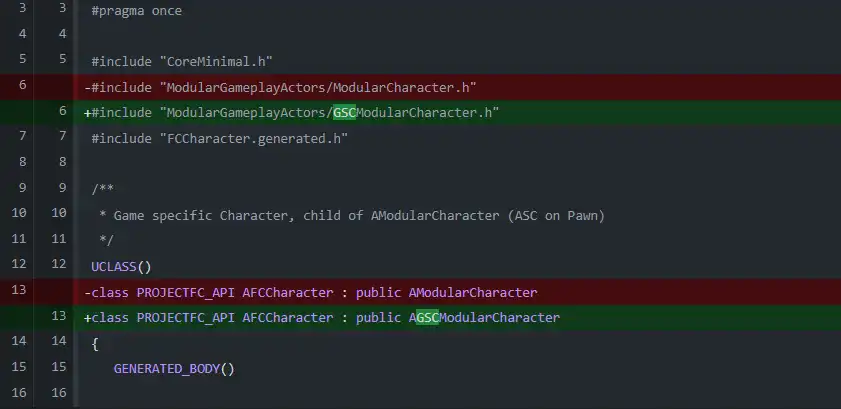 3 3 #pragma once
4 4
5 5 #include "CoreMinimal.h"
6 -#include "ModularGameplayActors/ModularCharacter.h"
6 +#include "ModularGameplayActors/GSCModularCharacter.h"
7 7 #include "FCCharacter.generated.h"
8 8
9 9 /**
10 10 * Game specific Character, child of AModularCharacter (ASC on Pawn)
11 11 */
12 12 UCLASS()
13 -class PROJECTFC_API AFCCharacter : public AModularCharacter
13 +class PROJECTFC_API AFCCharacter : public AGSCModularCharacter
14 14 {
15 15 GENERATED_BODY()
16 16